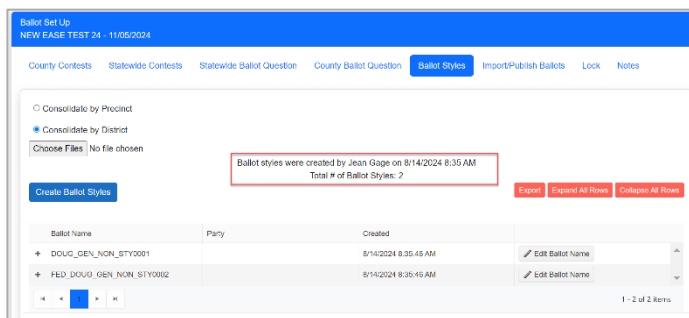 Ballot Set Up
NEW EASE TEST 24 - 11/05/2024
County Contests Statewide Contests Statewide Ballot Question County Ballot Question Ballot Styles Import/Publish Ballots Lock Notes
Consolidate by Precinct
Consolidate by District
Choose Files No file chosen
Ballot styles were created by Jean Gage on 8/14/2024 8:35 AM
Total # of Ballot Styles: 2
Create Ballot Styles Export Expand All Rows Collapse All Rows
Ballot Name Party Created
+ DOUG_GEN_NON_STY0001 8/14/2024 8:35:46 AM Edit Ballot Name
+ FED_DOUG_GEN_NON_STY0002 8/14/2024 8:35:46 AM Edit Ballot Name
1 1 - 2 of 2 items